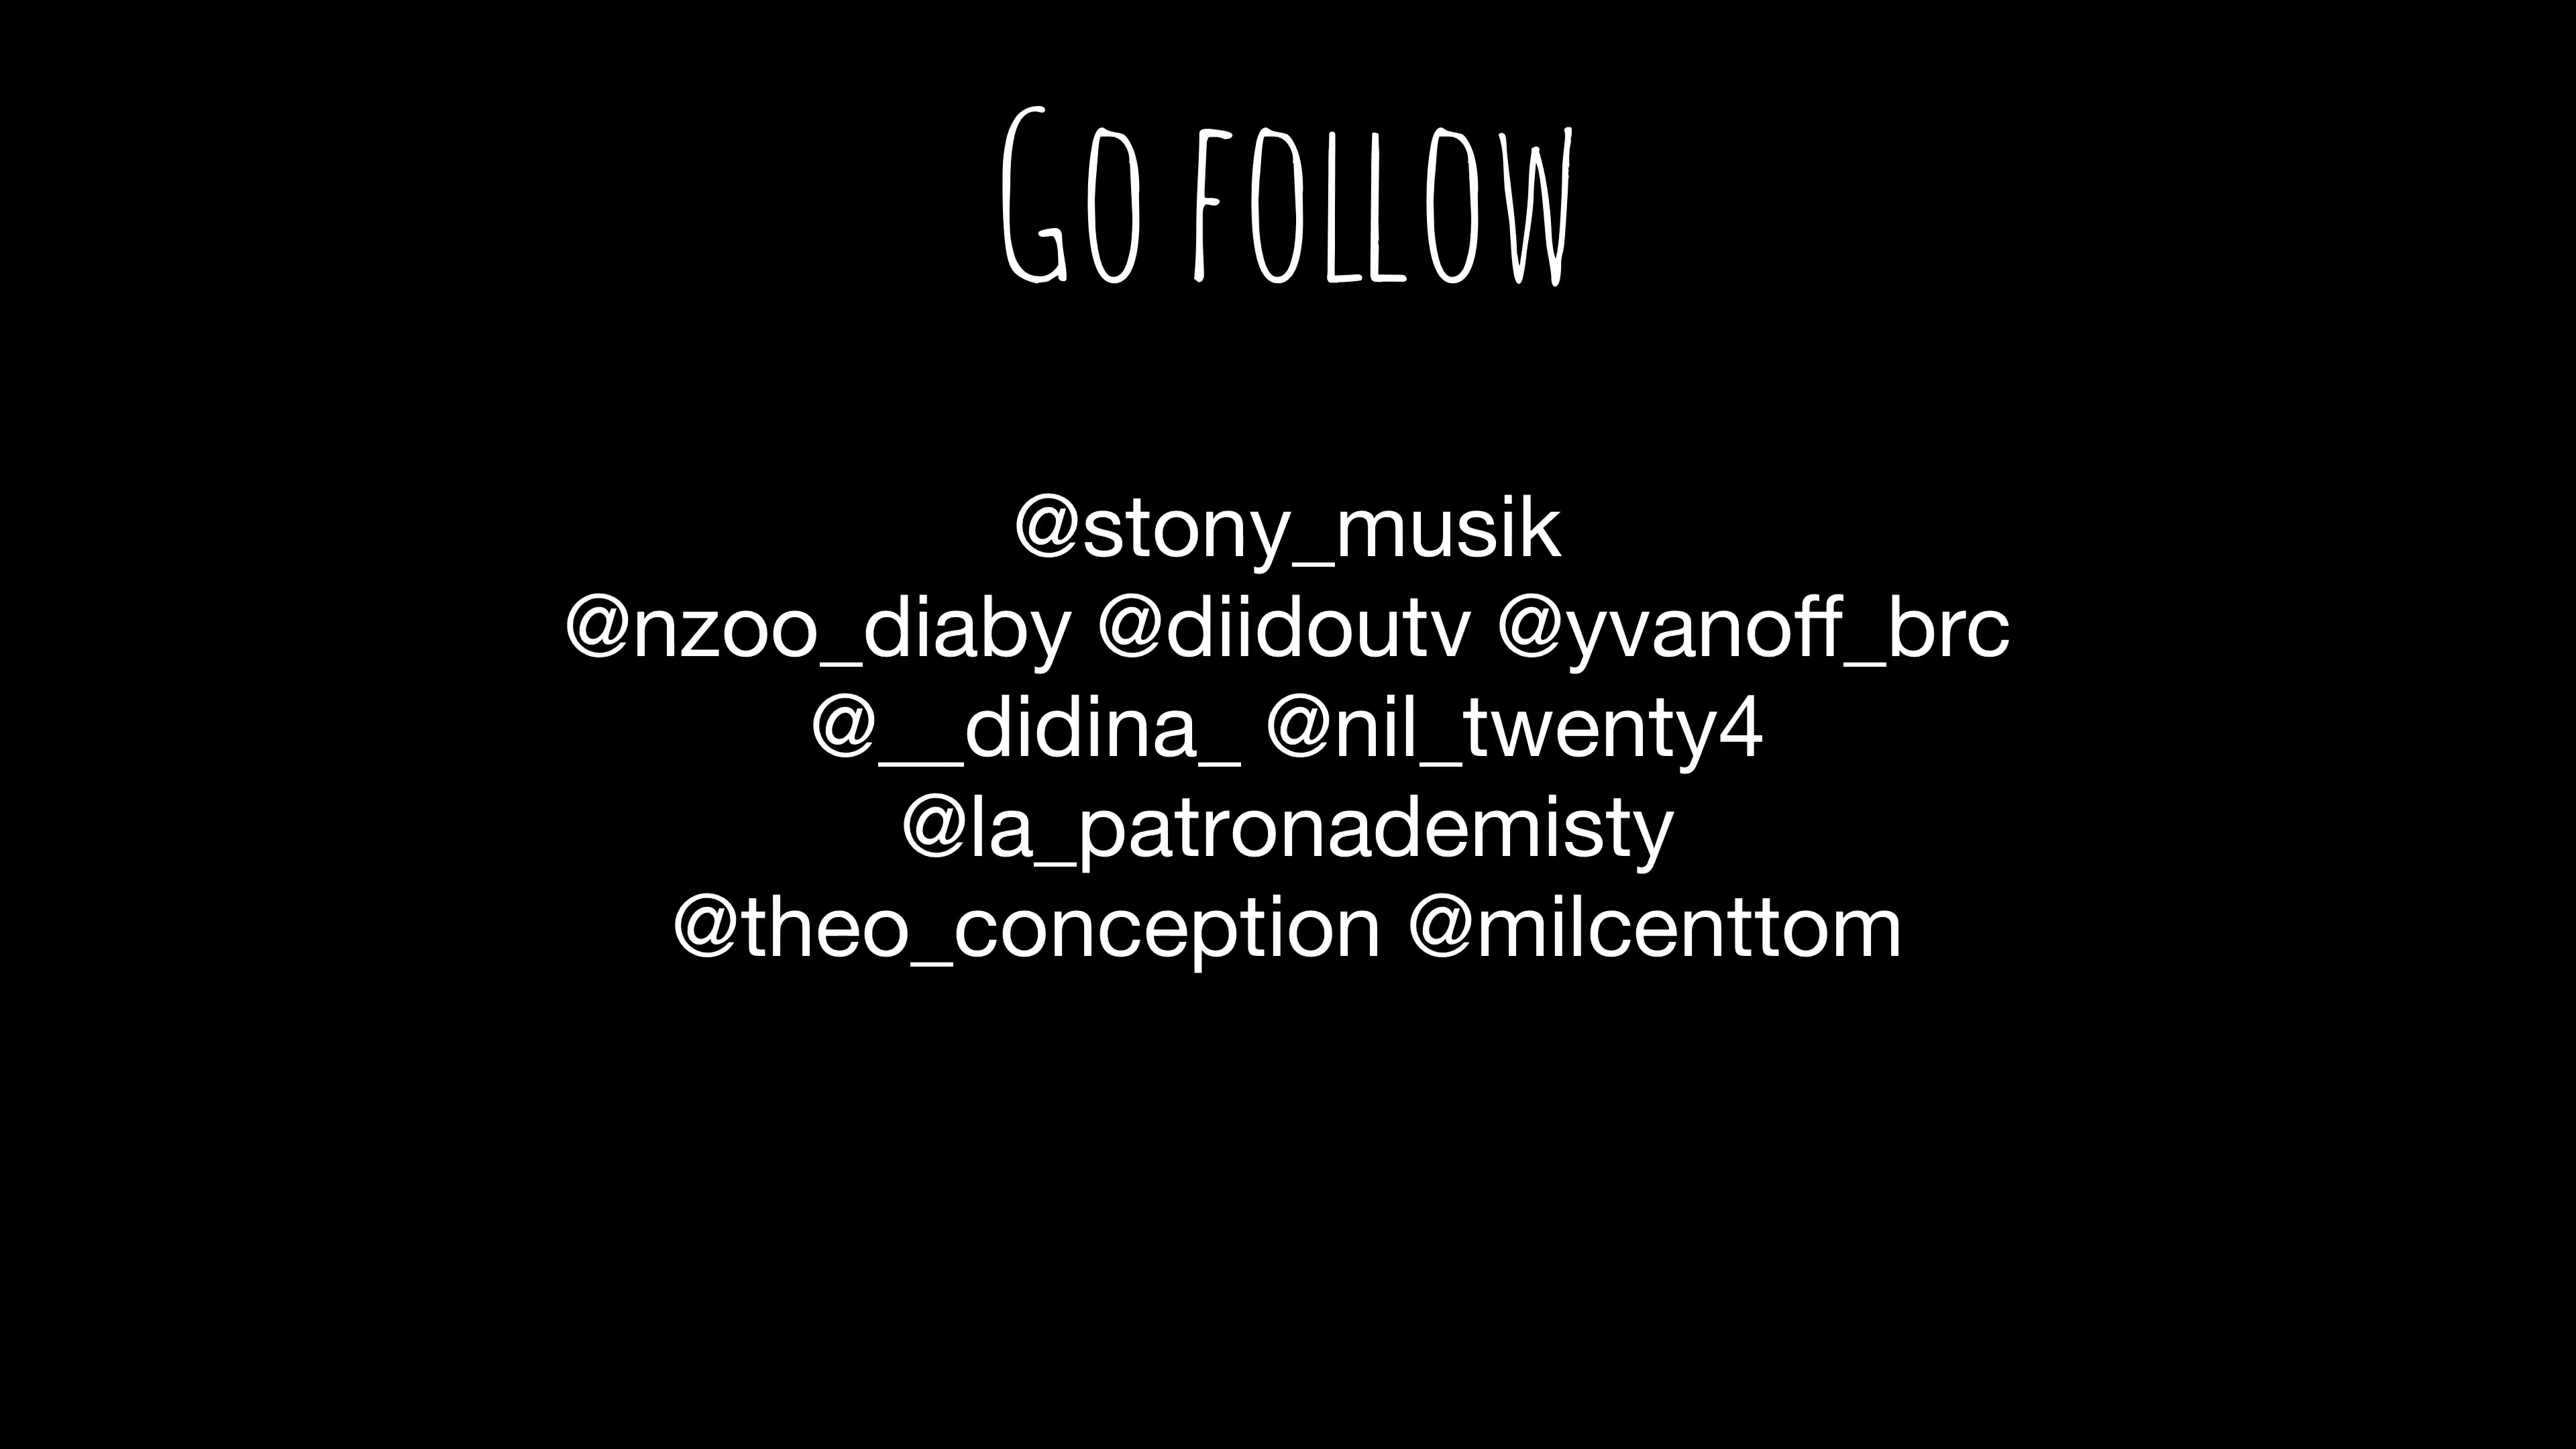 Go follow
@stony_musik
@nzoo_diaby @diidoutv @yvanoff_brc
@__didina_ @nil_twenty4
@la_patronademisty
@theo_conception @milcenttom